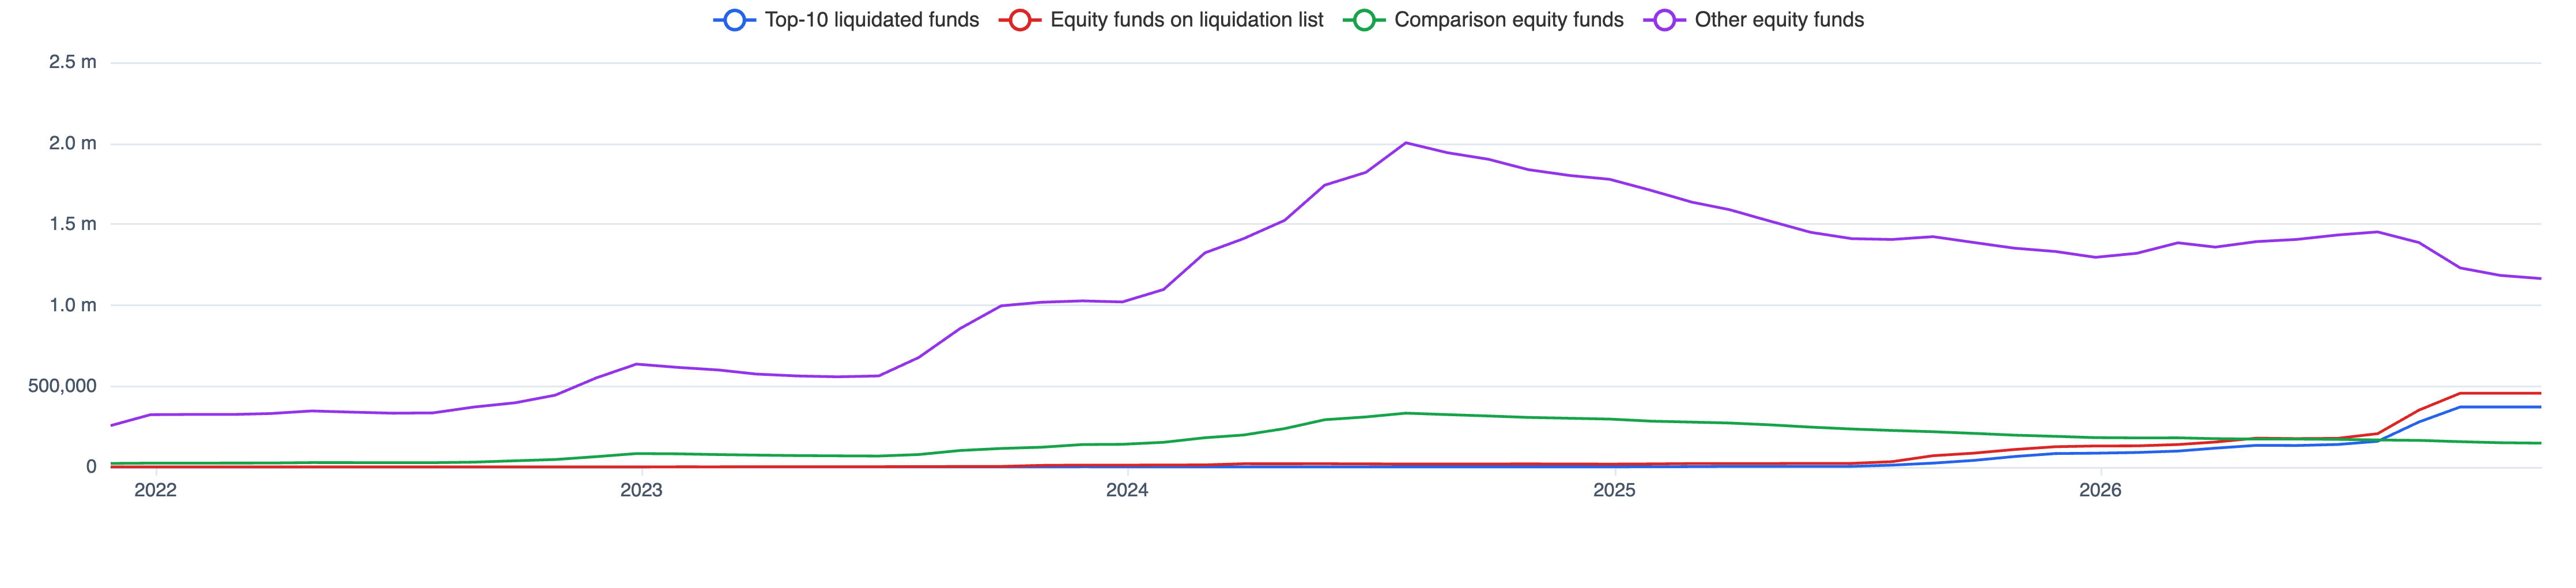 Top-10 liquidated funds Equity funds on liquidation list Comparison equity funds Other equity funds
2.5 m
2.0 m
1.5 m
1.0 m
500,000
0
2022 2023 2024 2025 2026